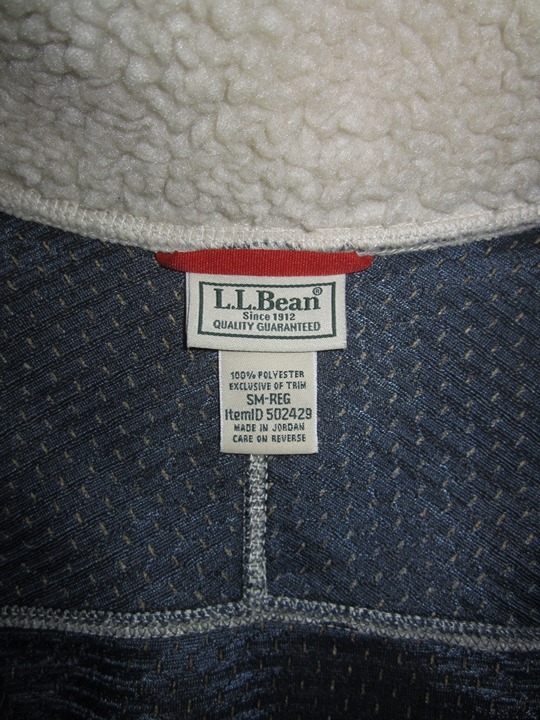 L.L.Bean®
Since 1912
QUALITY GUARANTEED
100% POLYESTER
EXCLUSIVE OF TRIM
SM-REG
ItemID 502429
MADE IN JORDAN
CARE ON REVERSE